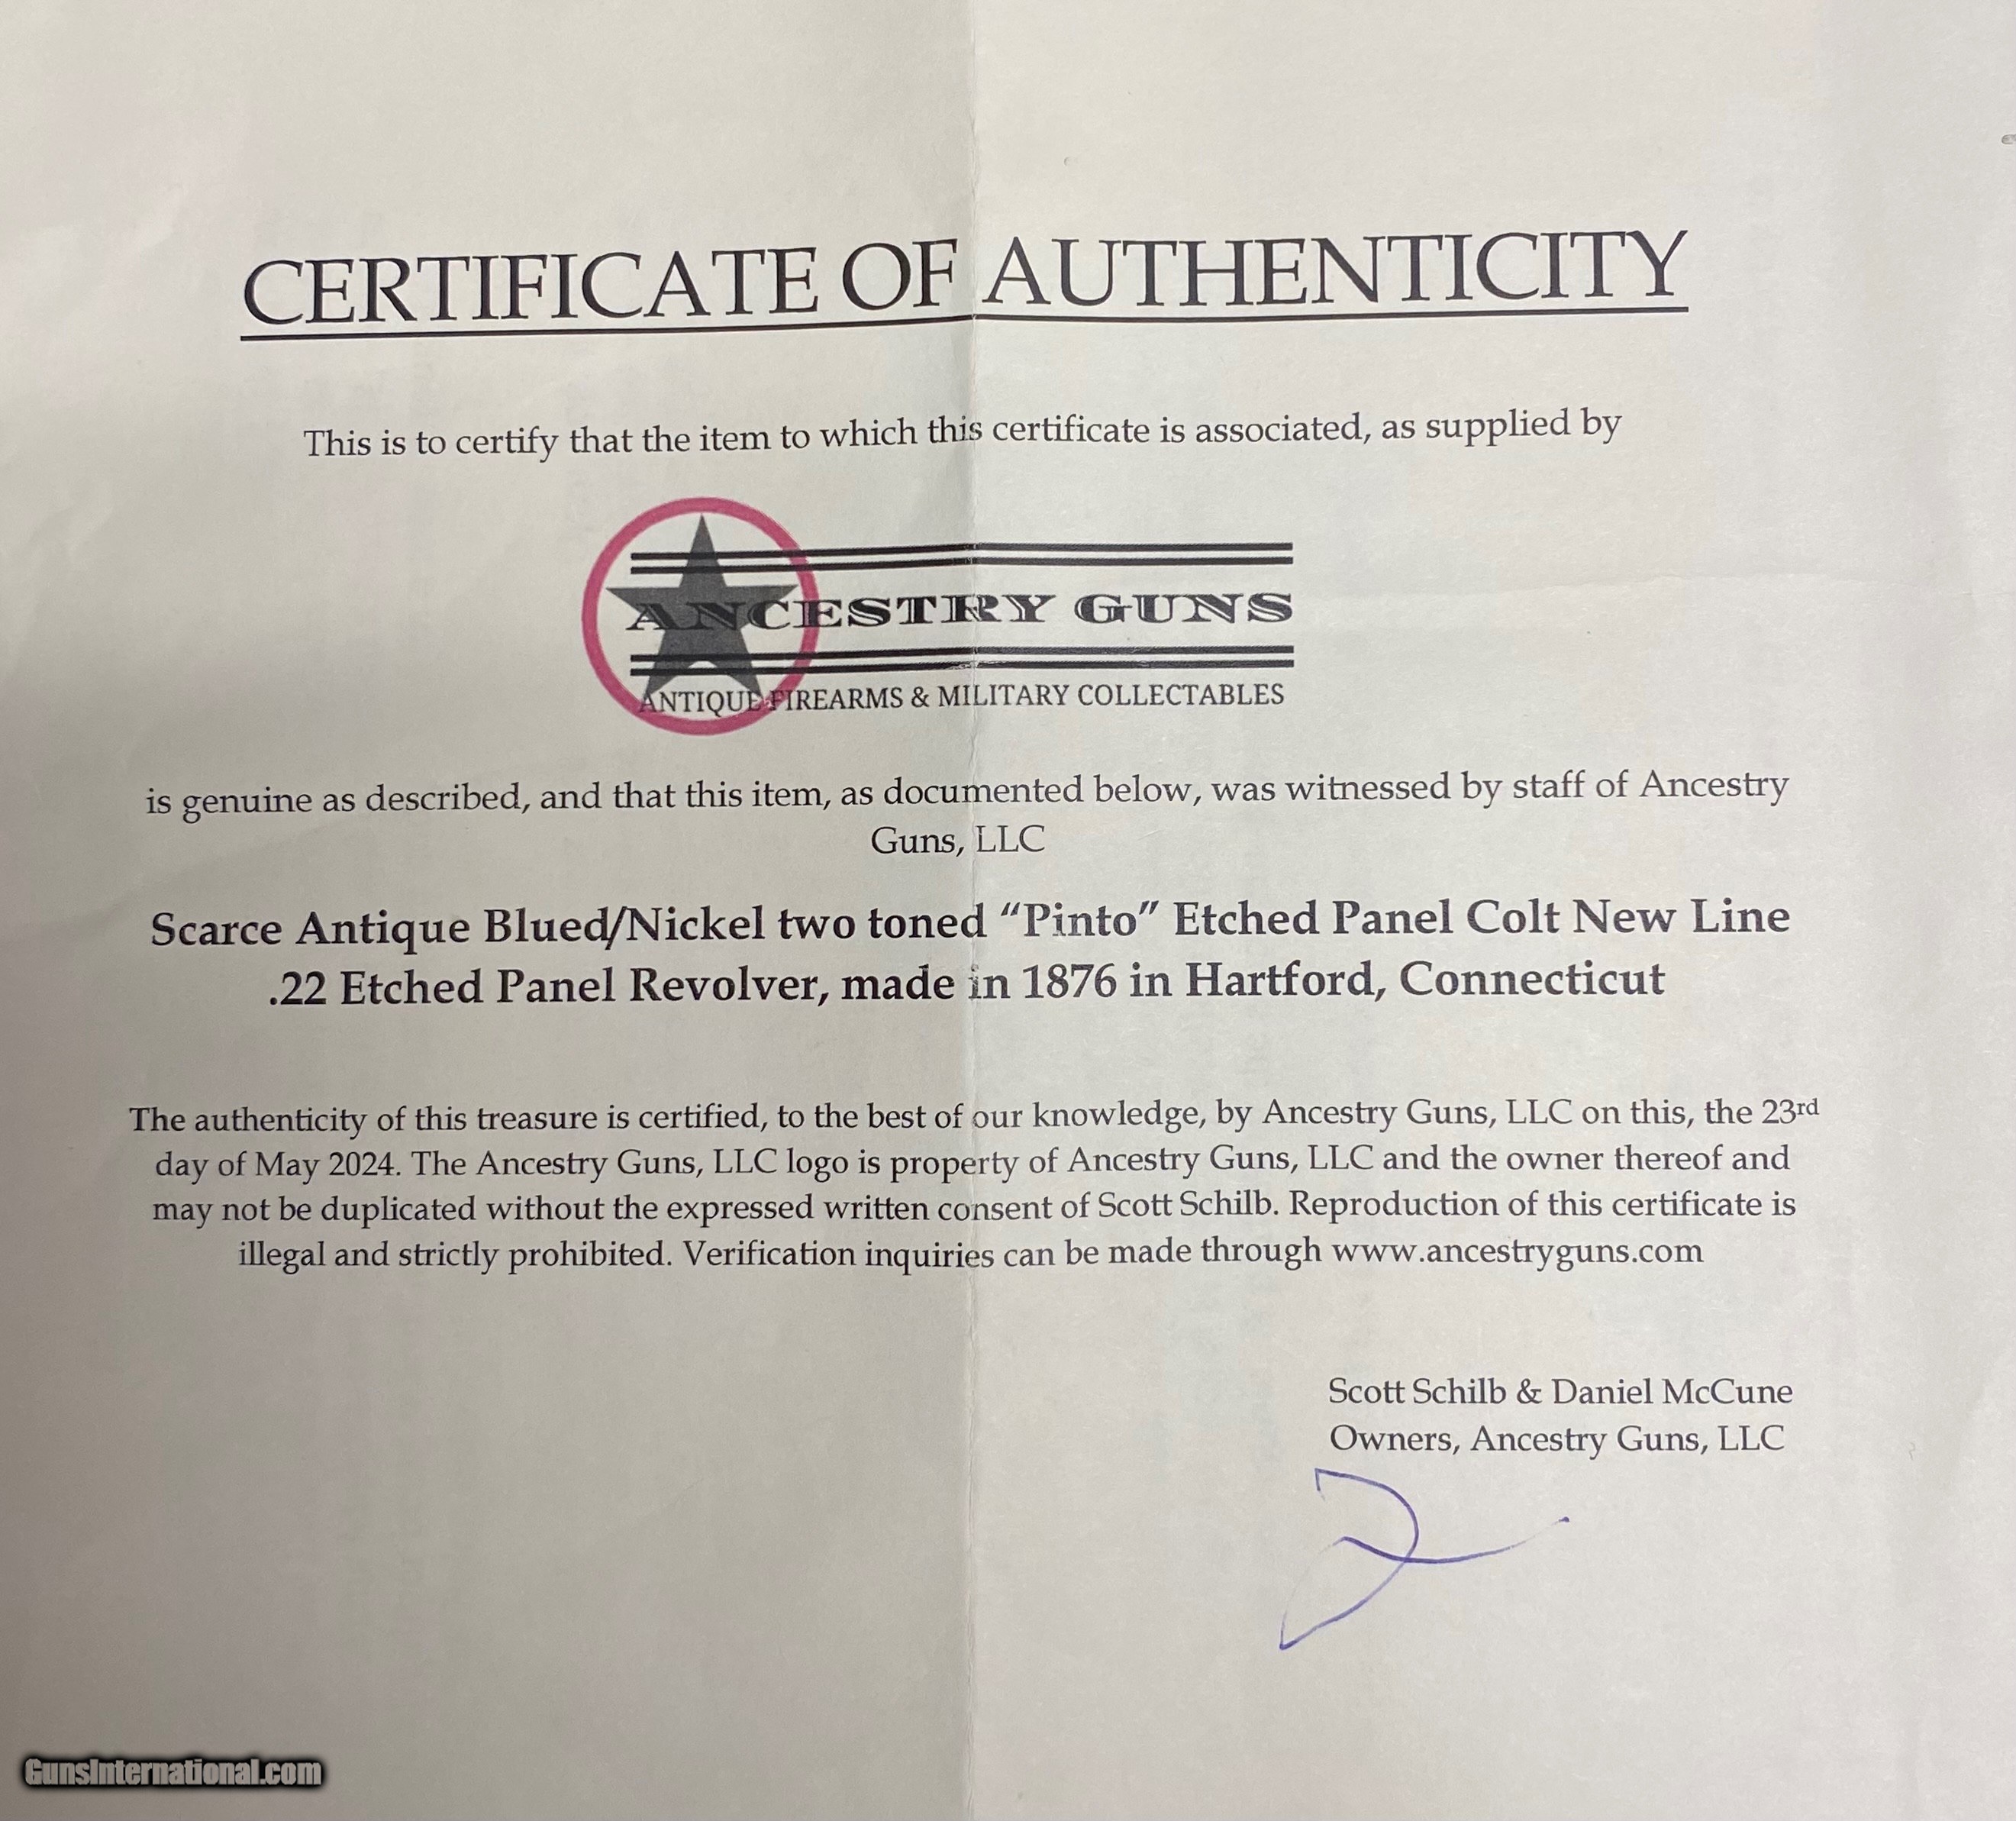 CERTIFICATE OF AUTHENTICITY
This is to certify that the item to which this certificate is associated, as supplied by
ANCESTRY GUNS
ANTIQUE FIREARMS & MILITARY COLLECTABLES
is genuine as described, and that this item, as documented below, was witnessed by staff of Ancestry
Guns, LLC
Scarce Antique Blued/Nickel two toned “Pinto” Etched Panel Colt New Line
.22 Etched Panel Revolver, made in 1876 in Hartford, Connecticut
The authenticity of this treasure is certified, to the best of our knowledge, by Ancestry Guns, LLC on this, the 23rd
day of May 2024. The Ancestry Guns, LLC logo is property of Ancestry Guns, LLC and the owner thereof and
may not be duplicated without the expressed written consent of Scott Schilb. Reproduction of this certificate is
illegal and strictly prohibited. Verification inquiries can be made through www.ancestryguns.com
Scott Schilb & Daniel McCune
Owners, Ancestry Guns, LLC
GunsInternational.com